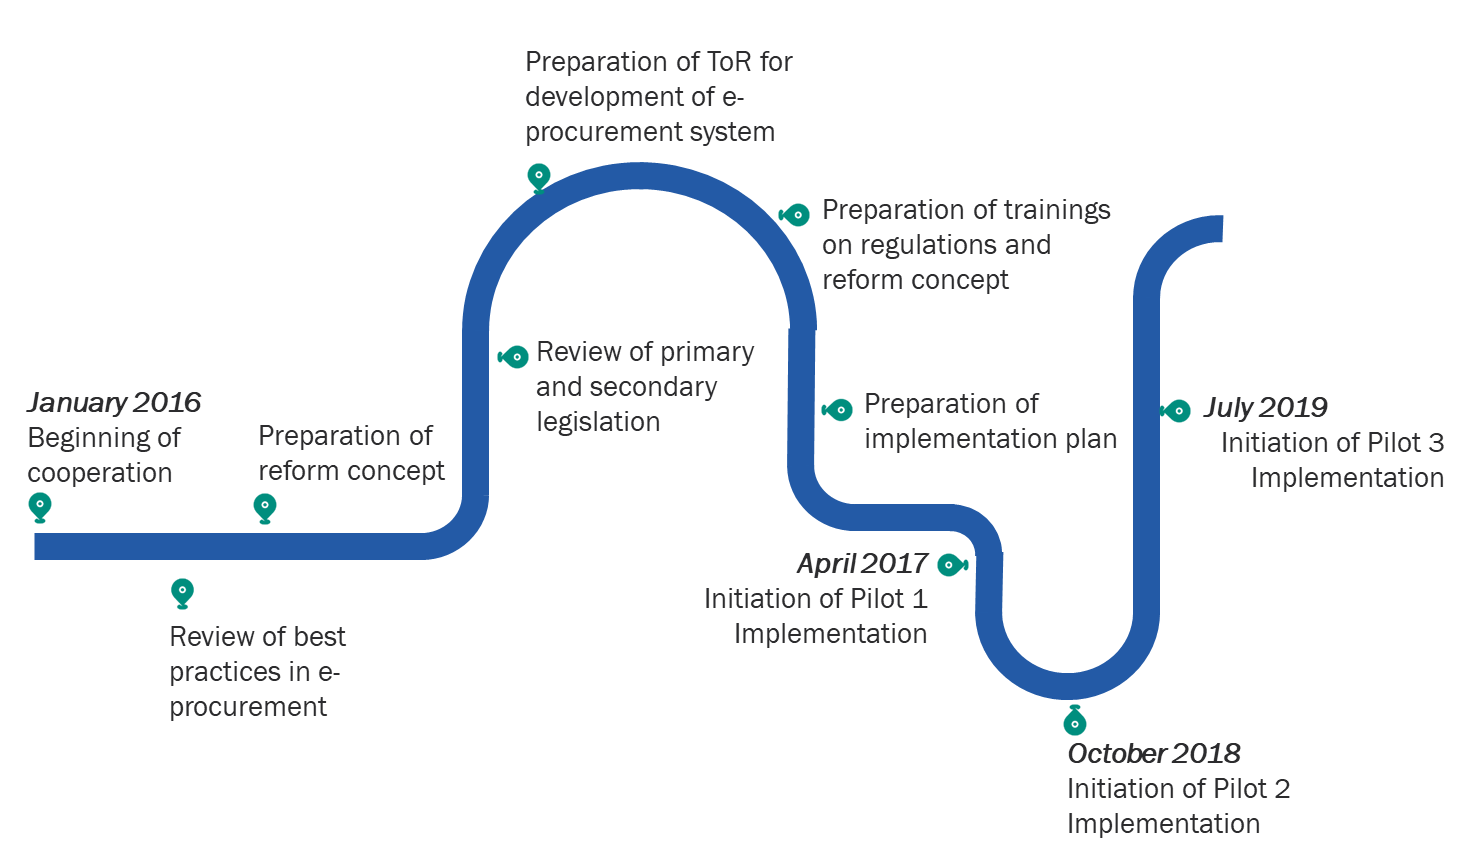 January 2016
Beginning of
cooperation
Review of best
practices in e-
procurement
Preparation of
reform concept
Review of primary
and secondary
legislation
Preparation of ToR for
development of e-
procurement system
Preparation of trainings
on regulations and
reform concept
Preparation of
implementation plan
April 2017
Initiation of Pilot 1
Implementation
October 2018
Initiation of Pilot 2
Implementation
July 2019
Initiation of Pilot 3
Implementation